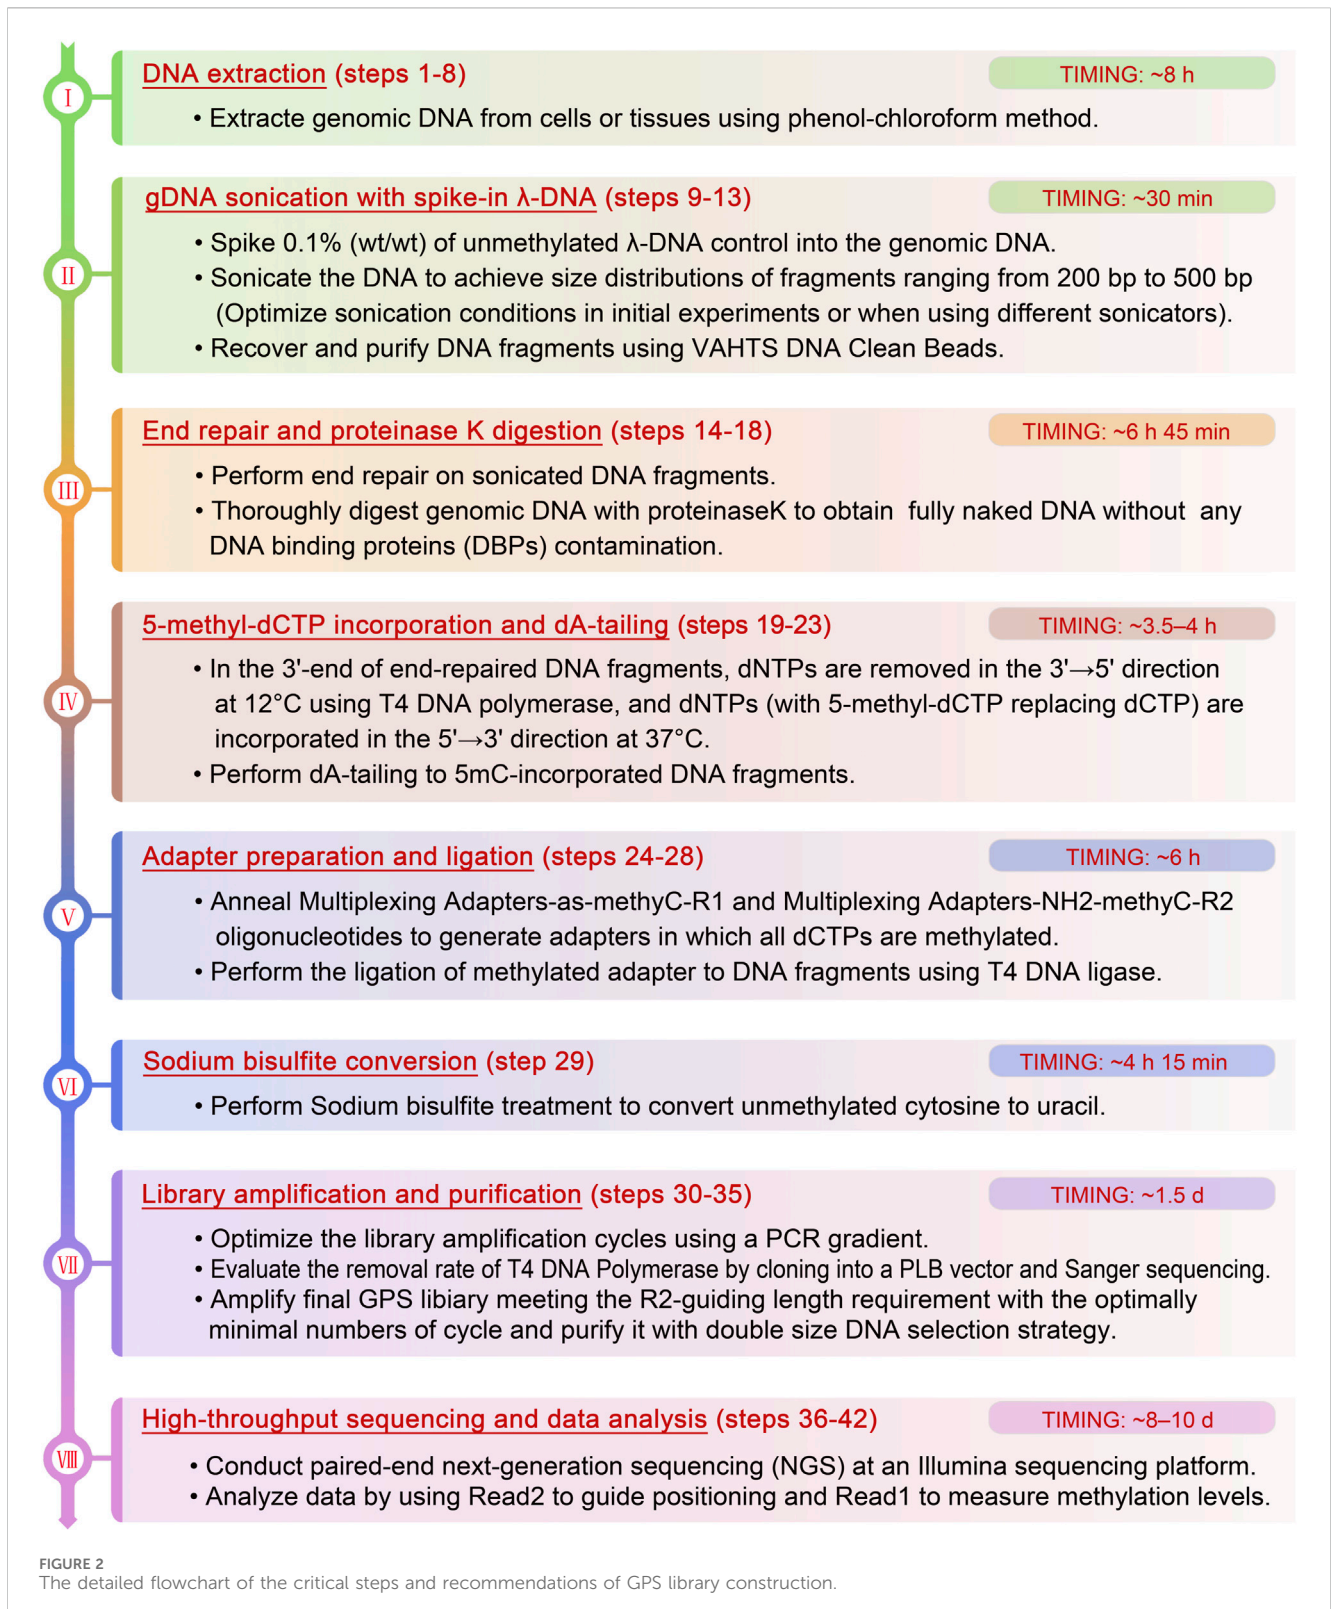 I
DNA extraction (steps 1-8)
TIMING: ~8 h
• Extracte genomic DNA from cells or tissues using phenol-chloroform method.
II
gDNA sonication with spike-in λ-DNA (steps 9-13)
TIMING: ~30 min
• Spike 0.1% (wt/wt) of unmethylated λ-DNA control into the genomic DNA.
• Sonicate the DNA to achieve size distributions of fragments ranging from 200 bp to 500 bp
(Optimize sonication conditions in initial experiments or when using different sonicators).
• Recover and purify DNA fragments using VAHTS DNA Clean Beads.
III
End repair and proteinase K digestion (steps 14-18)
TIMING: ~6 h 45 min
• Perform end repair on sonicated DNA fragments.
• Thoroughly digest genomic DNA with proteinaseK to obtain fully naked DNA without any
DNA binding proteins (DBPs) contamination.
IV
5-methyl-dCTP incorporation and dA-tailing (steps 19-23)
TIMING: ~3.5–4 h
• In the 3'-end of end-repaired DNA fragments, dNTPs are removed in the 3'→5' direction
at 12°C using T4 DNA polymerase, and dNTPs (with 5-methyl-dCTP replacing dCTP) are
incorporated in the 5'→3' direction at 37°C.
• Perform dA-tailing to 5mC-incorporated DNA fragments.
V
Adapter preparation and ligation (steps 24-28)
TIMING: ~6 h
• Anneal Multiplexing Adapters-as-methyC-R1 and Multiplexing Adapters-NH2-methyC-R2
oligonucleotides to generate adapters in which all dCTPs are methylated.
• Perform the ligation of methylated adapter to DNA fragments using T4 DNA ligase.
VI
Sodium bisulfite conversion (step 29)
TIMING: ~4 h 15 min
• Perform Sodium bisulfite treatment to convert unmethylated cytosine to uracil.
VII
Library amplification and purification (steps 30-35)
TIMING: ~1.5 d
• Optimize the library amplification cycles using a PCR gradient.
• Evaluate the removal rate of T4 DNA Polymerase by cloning into a PLB vector and Sanger sequencing.
• Amplify final GPS libiary meeting the R2-guiding length requirement with the optimally
minimal numbers of cycle and purify it with double size DNA selection strategy.
VIII
High-throughput sequencing and data analysis (steps 36-42)
TIMING: ~8–10 d
• Conduct paired-end next-generation sequencing (NGS) at an Illumina sequencing platform.
• Analyze data by using Read2 to guide positioning and Read1 to measure methylation levels.
FIGURE 2
The detailed flowchart of the critical steps and recommendations of GPS library construction.